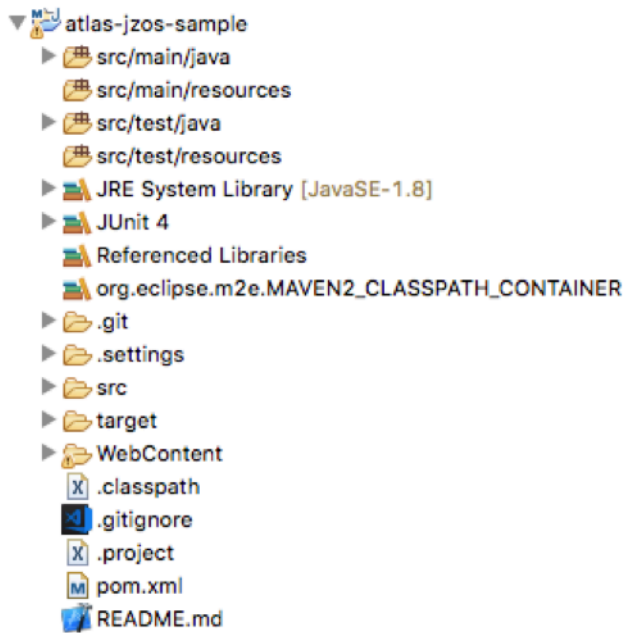 atlas-jzos-sample
src/main/java
src/main/resources
src/test/java
src/test/resources
JRE System Library [JavaSE-1.8]
JUnit 4
Referenced Libraries
org.eclipse.m2e.MAVEN2_CLASSPATH_CONTAINER
.git
.settings
src
target
WebContent
.classpath
.gitignore
.project
pom.xml
README.md